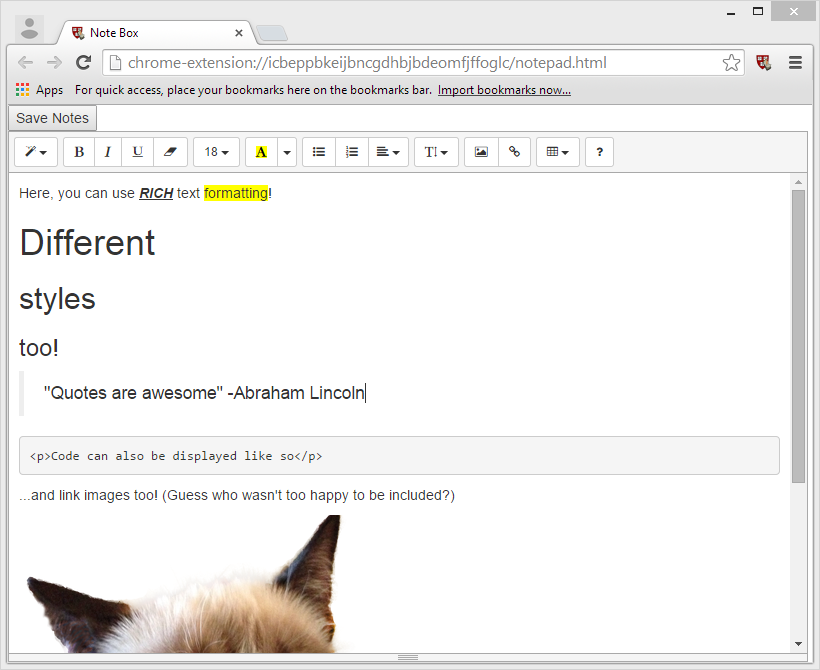 Note Box
chrome-extension://icbeppbkeijbncgdhbjbdeomfjffoglc/notepad.html
Apps For quick access, place your bookmarks here on the bookmarks bar. Import bookmarks now...
Save Notes
B I U 18 A T! ?
Here, you can use RICH text formatting!
Different
styles
too!
"Quotes are awesome" -Abraham Lincoln
<p>Code can also be displayed like so</p>
...and link images too! (Guess who wasn't too happy to be included?)